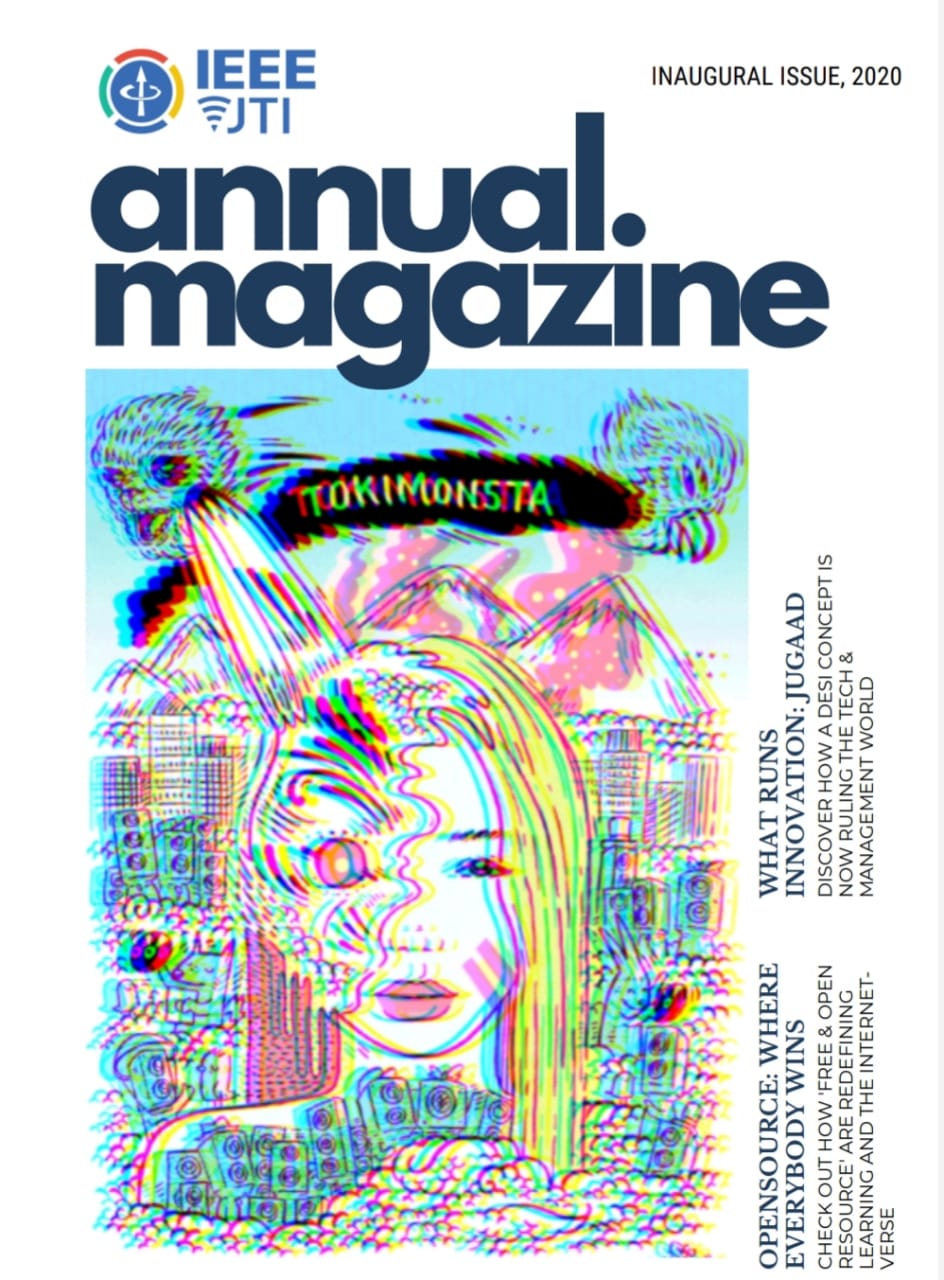 IEEE
VJTI
INAUGURAL ISSUE, 2020
annual.
magazine
TOKIMONSTA
WHAT RUNS
INNOVATION: JUGAAD
DISCOVER HOW A DESI CONCEPT IS
NOW RULING THE TECH &
MANAGEMENT WORLD
OPENSOURCE: WHERE
EVERYBODY WINS
CHECK OUT HOW 'FREE & OPEN
RESOURCE' ARE REDEFINING
LEARNING AND THE INTERNET-
VERSE